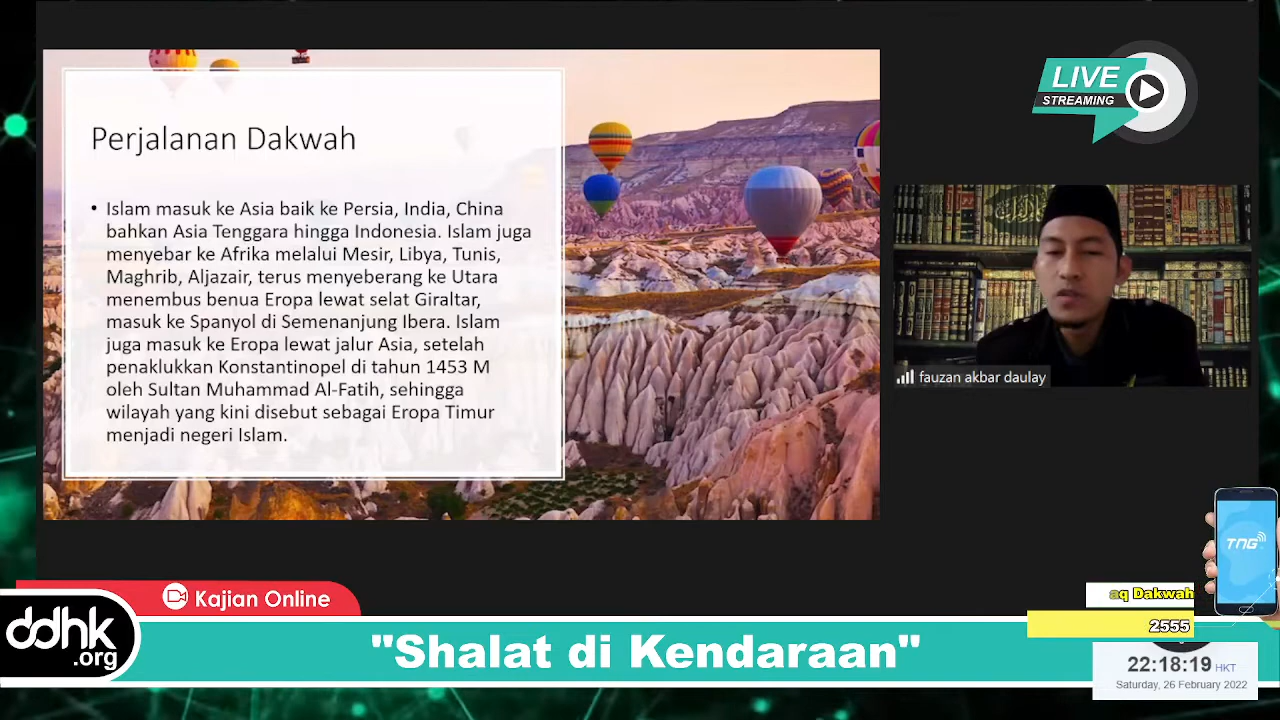 Perjalanan Dakwah
• Islam masuk ke Asia baik ke Persia, India, China
bahkan Asia Tenggara hingga Indonesia. Islam juga
menyebar ke Afrika melalui Mesir, Libya, Tunis,
Maghrib, Aljazair, terus menyeberang ke Utara
menembus benua Eropa lewat selat Giraltar,
masuk ke Spanyol di Semenanjung Ibera. Islam
juga masuk ke Eropa lewat jalur Asia, setelah
penaklukkan Konstantinopel di tahun 1453 M
oleh Sultan Muhammad Al-Fatih, sehingga
wilayah yang kini disebut sebagai Eropa Timur
menjadi negeri Islam.
LIVE
STREAMING
fauzan akbar daulay
TNG
Kajian Online
ddhk
.org
"Shalat di Kendaraan"
aq Dakwah
2555
22:18:19 HKT
Saturday, 26 February 2022